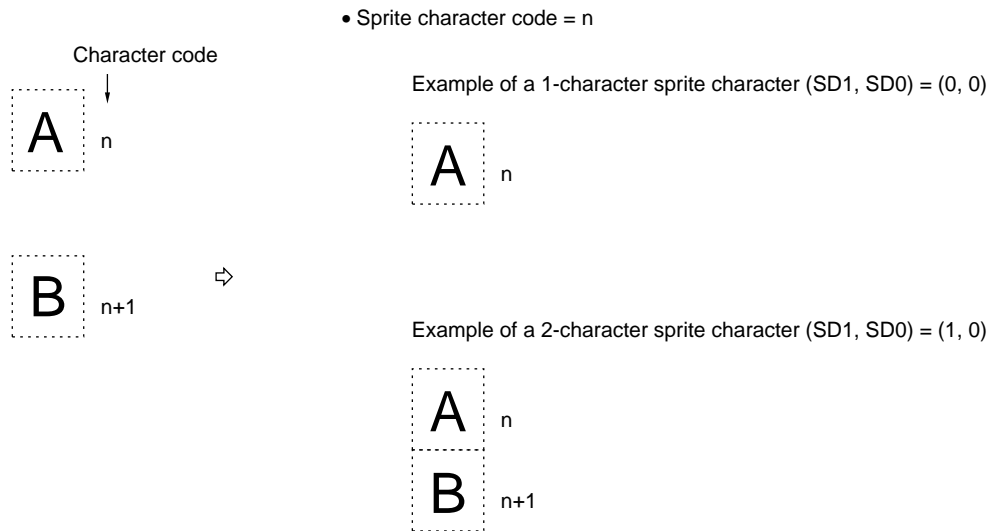 • Sprite character code = n
Character code
A n
B n+1
Example of a 1-character sprite character (SD1, SD0) = (0, 0)
A n
Example of a 2-character sprite character (SD1, SD0) = (1, 0)
A n
B n+1